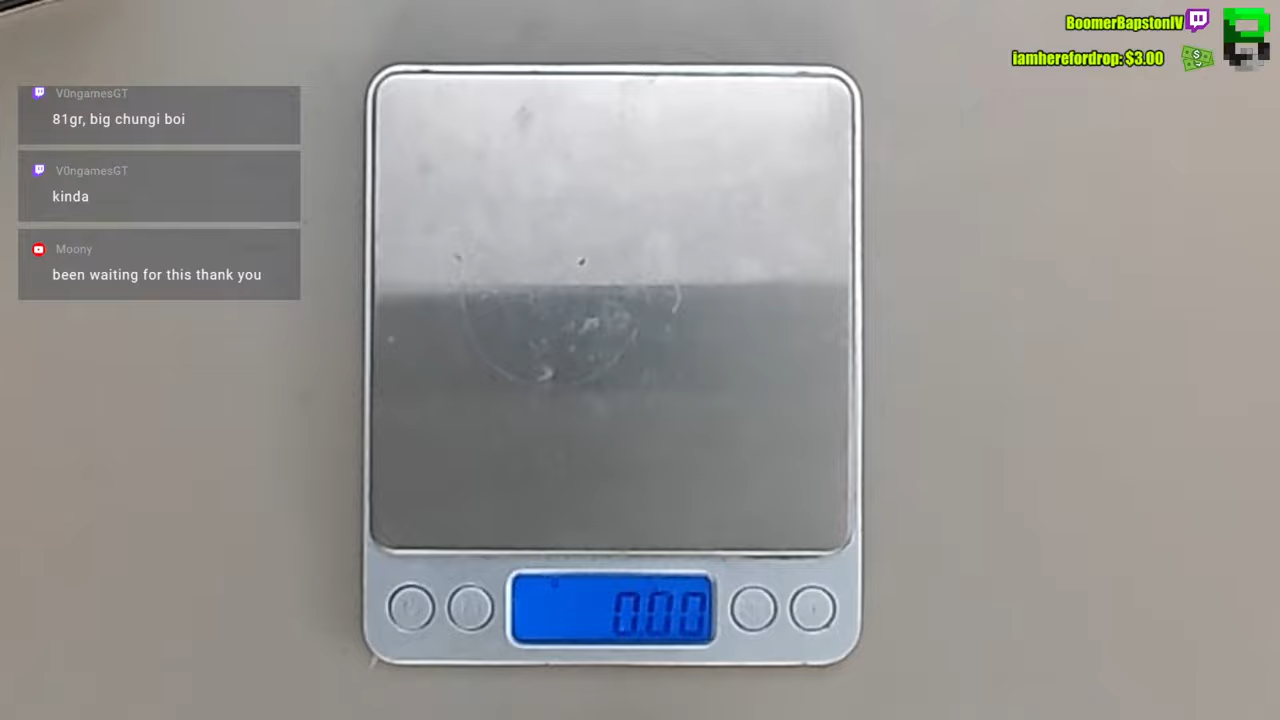 V0ngamesGT
81gr, big chungi boi
V0ngamesGT
kinda
Moony
been waiting for this thank you
BoomerBapstonIV
iamherefordrop: $3.00
0.00